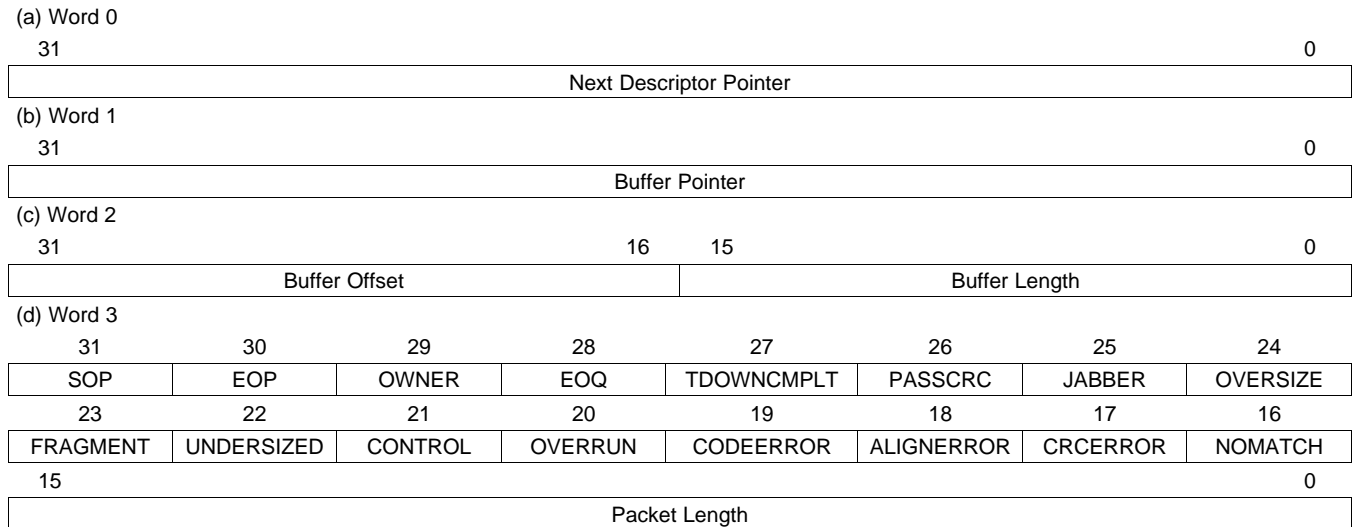 (a) Word 0
31 0
Next Descriptor Pointer
(b) Word 1
31 0
Buffer Pointer
(c) Word 2
31 16 15 0
Buffer Offset Buffer Length
(d) Word 3
31 30 29 28 27 26 25 24
SOP EOP OWNER EOQ TDOWNCMPLT PASSCRC JABBER OVERSIZE
23 22 21 20 19 18 17 16
FRAGMENT UNDERSIZED CONTROL OVERRUN CODEERROR ALIGNERROR CRCERROR NOMATCH
15 0
Packet Length